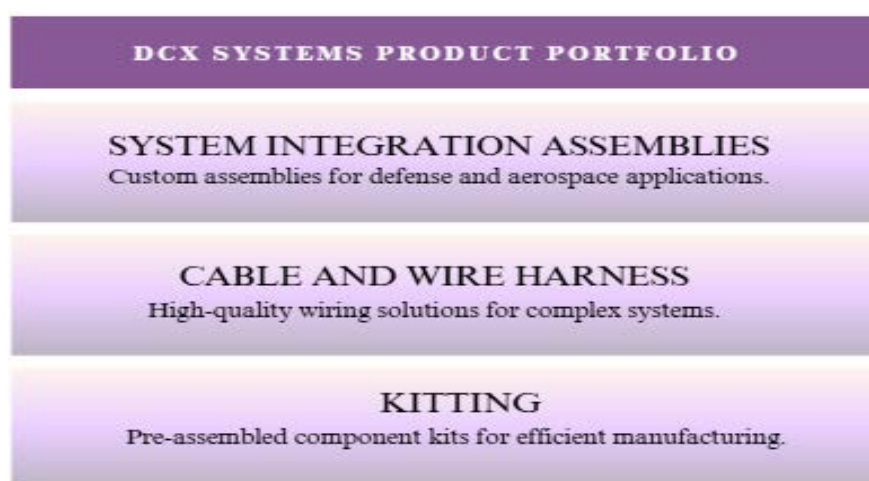 DCX SYSTEMS PRODUCT PORTFOLIO
SYSTEM INTEGRATION ASSEMBLIES
Custom assemblies for defense and aerospace applications.
CABLE AND WIRE HARNESS
High-quality wiring solutions for complex systems.
KITTING
Pre-assembled component kits for efficient manufacturing.